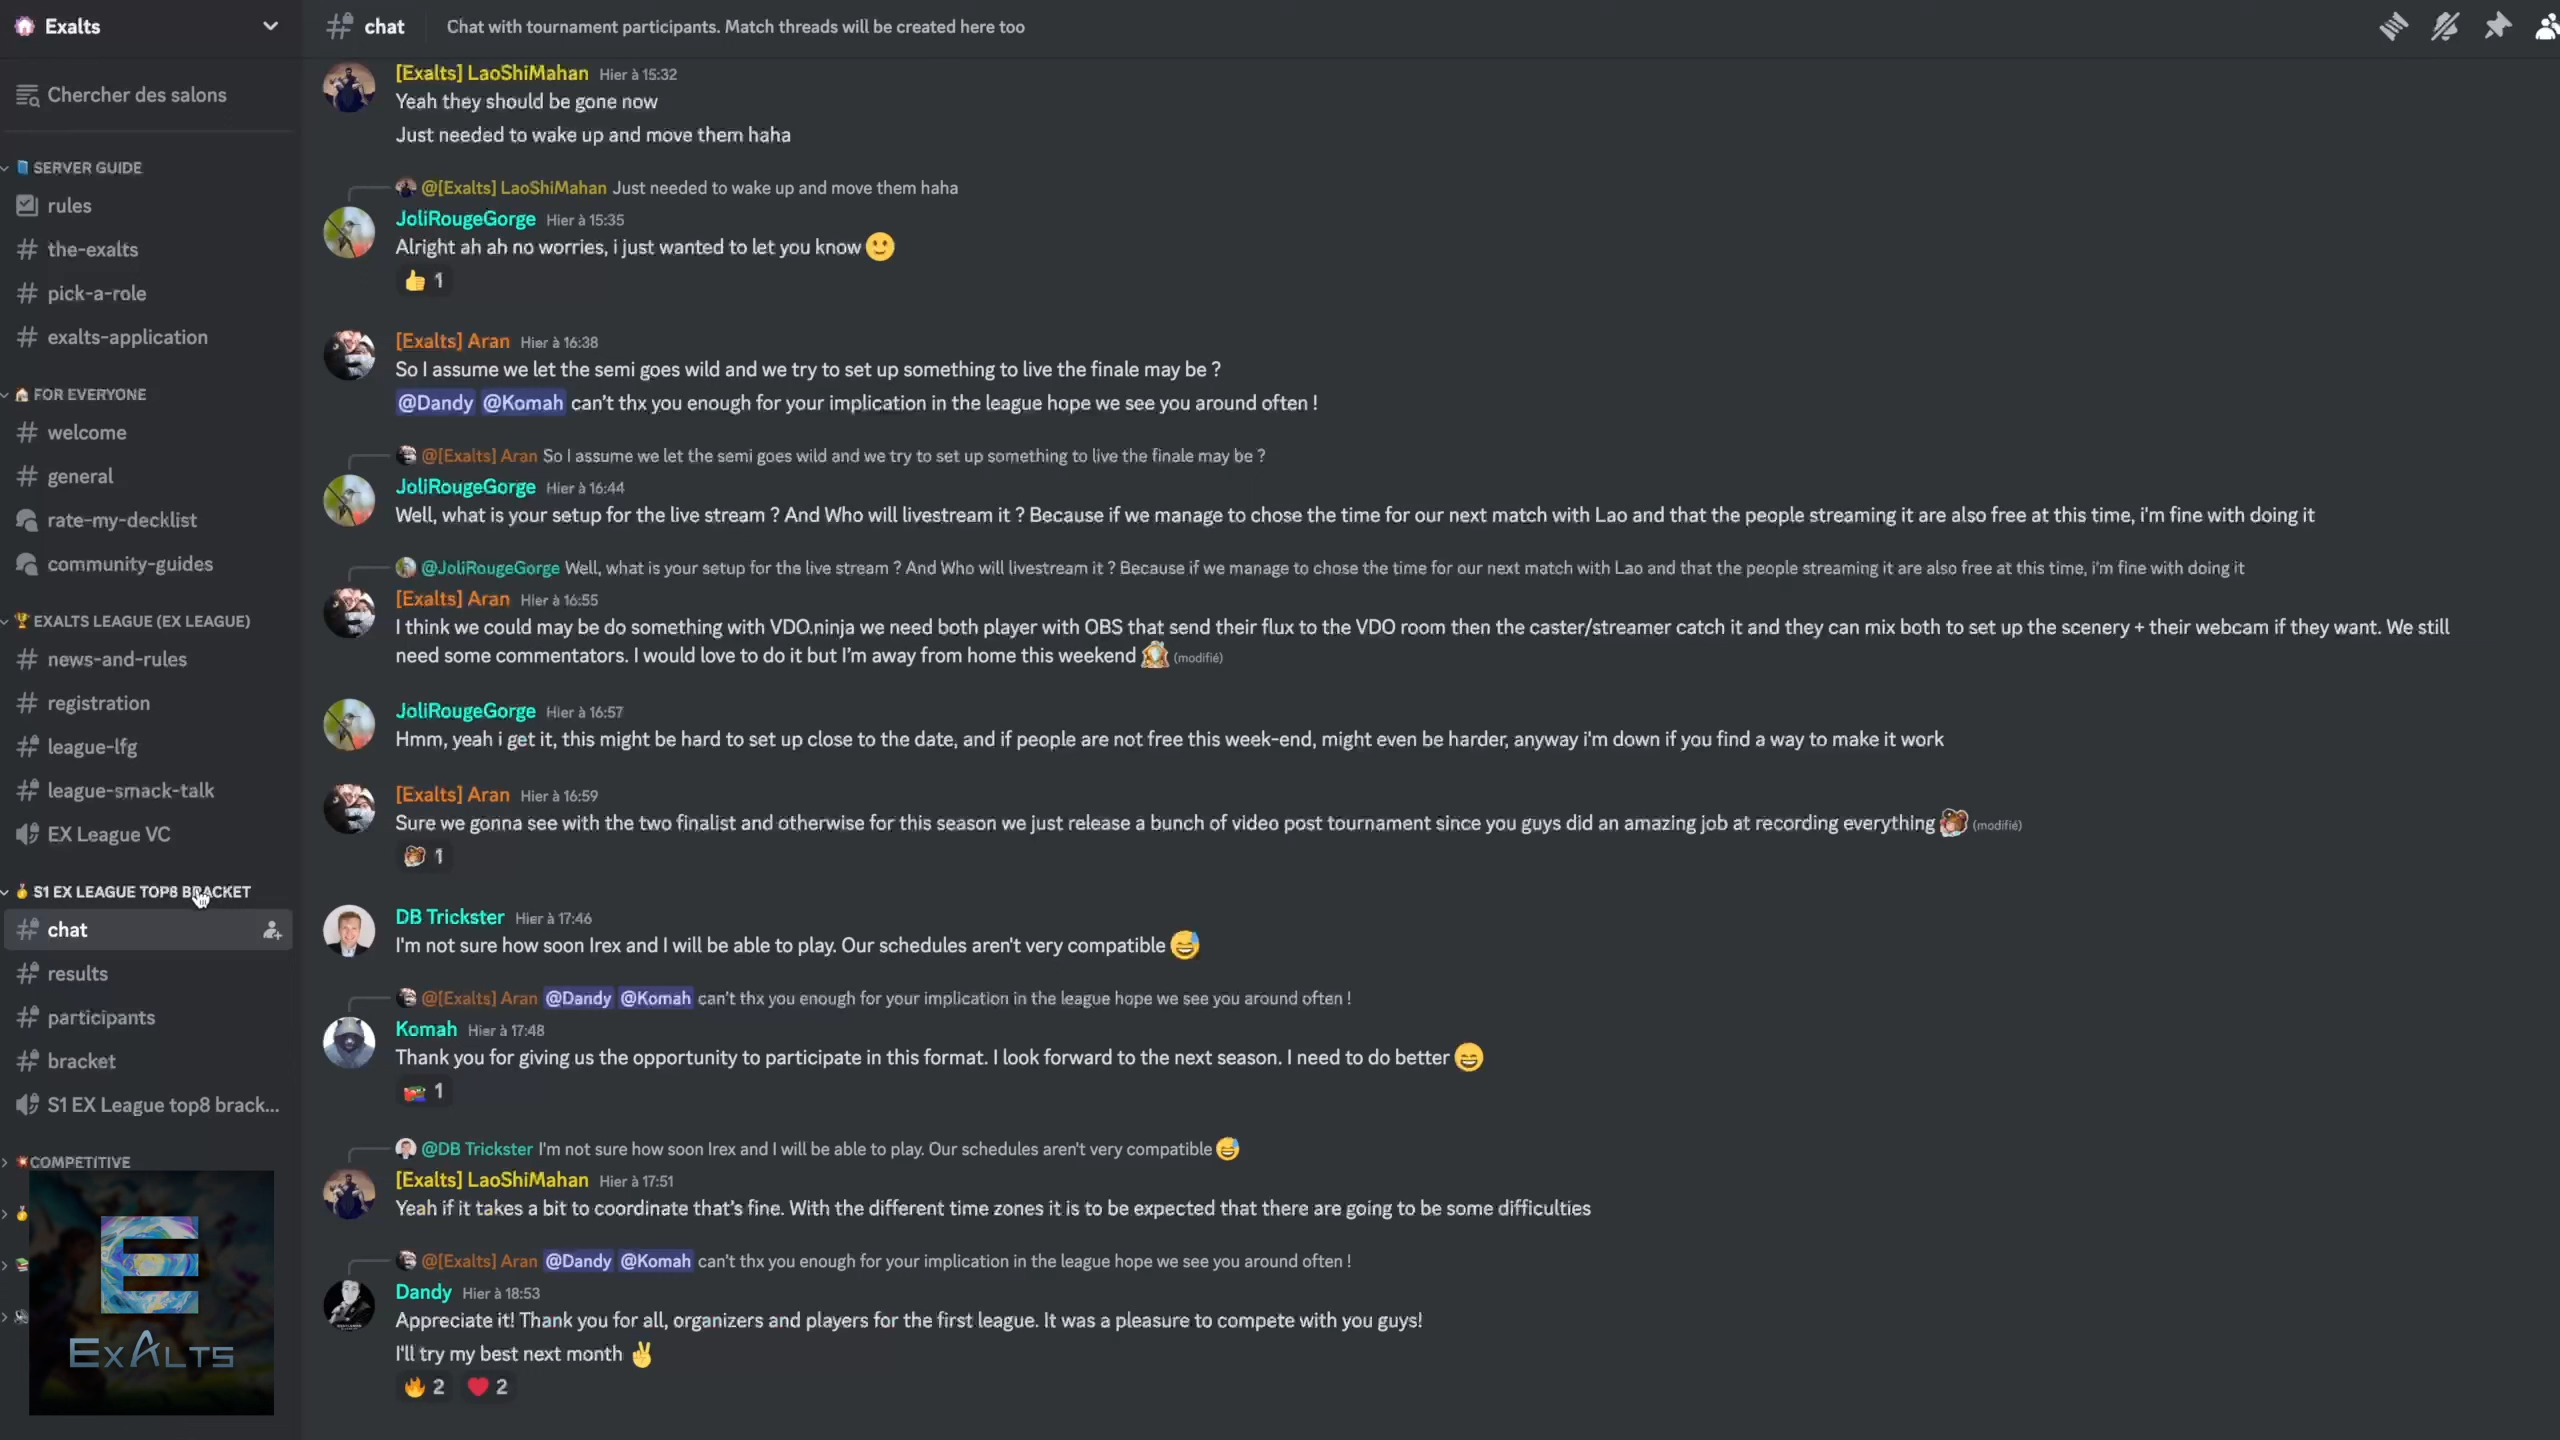 Exalts
Chercher des salons
SERVER GUIDE
rules
the-exalts
pick-a-role
exalts-application
FOR EVERYONE
welcome
general
rate-my-decklist
community-guides
EXALTS LEAGUE (EX LEAGUE)
news-and-rules
registration
league-lfg
league-smack-talk
EX League VC
S1 EX LEAGUE TOP8 BRACKET
chat
results
participants
bracket
S1 EX League top8 brack...
COMPETITIVE
EXALTS
chat
Chat with tournament participants. Match threads will be created here too
[Exalts] LaoShiMahan Hier à 15:32
Yeah they should be gone now
Just needed to wake up and move them haha
@[Exalts] LaoShiMahan Just needed to wake up and move them haha
JoliRougeGorge Hier à 15:35
Alright ah ah no worries, i just wanted to let you know 🙂
👍 1
[Exalts] Aran Hier à 16:38
So I assume we let the semi goes wild and we try to set up something to live the finale may be ?
@Dandy @Komah can't thx you enough for your implication in the league hope we see you around often !
@[Exalts] Aran So I assume we let the semi goes wild and we try to set up something to live the finale may be ?
JoliRougeGorge Hier à 16:44
Well, what is your setup for the live stream ? And Who will livestream it ? Because if we manage to chose the time for our next match with Lao and that the people streaming it are also free at this time, i'm fine with doing it
@JoliRougeGorge Well, what is your setup for the live stream ? And Who will livestream it ? Because if we manage to chose the time for our next match with Lao and that the people streaming it are also free at this time, i'm fine with doing it
[Exalts] Aran Hier à 16:55
I think we could may be do something with VDO.ninja we need both player with OBS that send their flux to the VDO room then the caster/streamer catch it and they can mix both to set up the scenery + their webcam if they want. We still
need some commentators. I would love to do it but I'm away from home this weekend (modifié)
JoliRougeGorge Hier à 16:57
Hmm, yeah i get it, this might be hard to set up close to the date, and if people are not free this week-end, might even be harder, anyway i'm down if you find a way to make it work
[Exalts] Aran Hier à 16:59
Sure we gonna see with the two finalist and otherwise for this season we just release a bunch of video post tournament since you guys did an amazing job at recording everything (modifié)
1
DB Trickster Hier à 17:46
I'm not sure how soon Irex and I will be able to play. Our schedules aren't very compatible 😅
@[Exalts] Aran @Dandy @Komah can't thx you enough for your implication in the league hope we see you around often !
Komah Hier à 17:48
Thank you for giving us the opportunity to participate in this format. I look forward to the next season. I need to do better 😄
1
@DB Trickster I'm not sure how soon Irex and I will be able to play. Our schedules aren't very compatible 😅
[Exalts] LaoShiMahan Hier à 17:51
Yeah if it takes a bit to coordinate that's fine. With the different time zones it is to be expected that there are going to be some difficulties
@[Exalts] Aran @Dandy @Komah can't thx you enough for your implication in the league hope we see you around often !
Dandy Hier à 18:53
Appreciate it! Thank you for all, organizers and players for the first league. It was a pleasure to compete with you guys!
I'll try my best next month ✌
🔥 2 ❤ 2